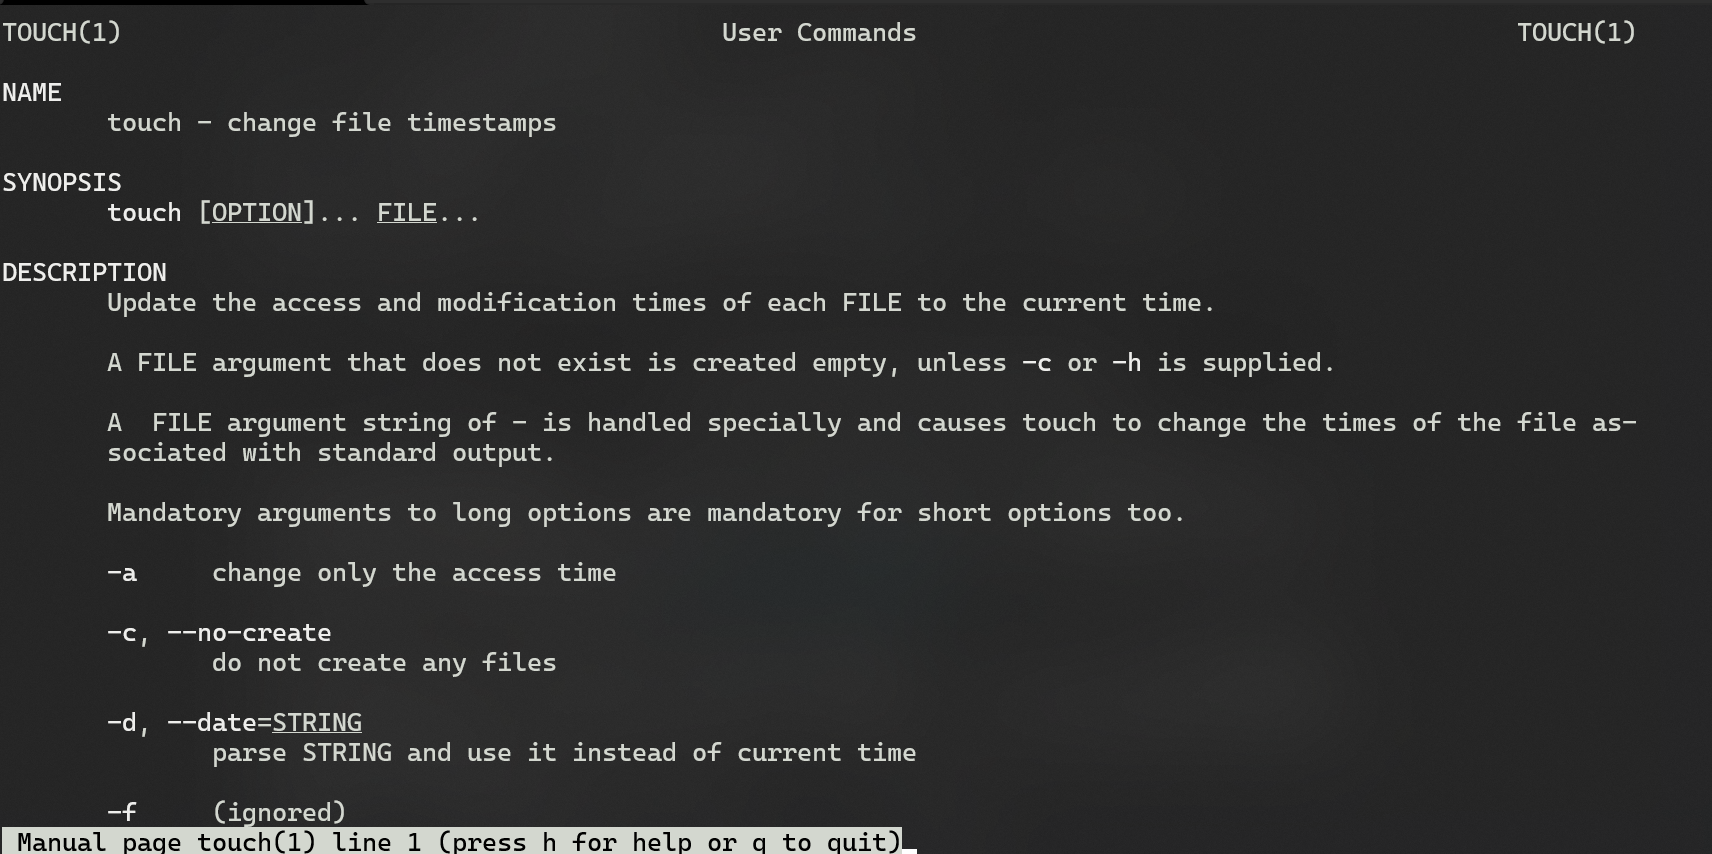 TOUCH(1) User Commands TOUCH(1)
NAME
touch - change file timestamps
SYNOPSIS
touch [OPTION]... FILE...
DESCRIPTION
Update the access and modification times of each FILE to the current time.
A FILE argument that does not exist is created empty, unless -c or -h is supplied.
A  FILE argument string of - is handled specially and causes touch to change the times of the file as-
sociated with standard output.
Mandatory arguments to long options are mandatory for short options too.
-a change only the access time
-c, --no-create
do not create any files
-d, --date=STRING
parse STRING and use it instead of current time
-f (ignored)
Manual page touch(1) line 1 (press h for help or q to quit)